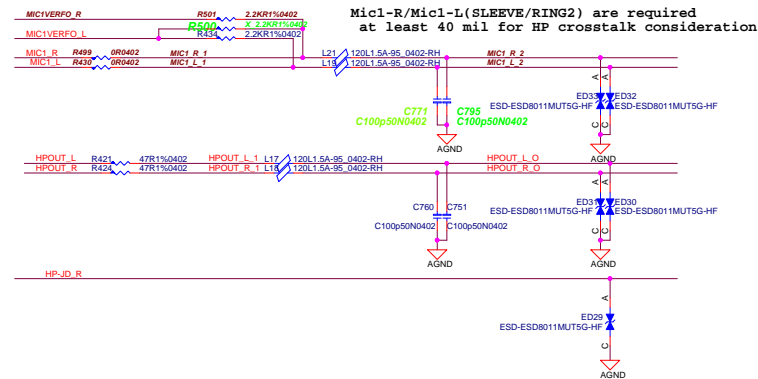 Mic1-R/Mic1-L(SLEEVE/RING2) are required
at least 40 mil for HP crosstalk consideration
MIC1VERFO_R R501 2.2KR1%0402
R500 X_2.2KR1%0402
MIC1VERFO_L R434 2.2KR1%0402
MIC1_R R499 0R0402 MIC1_R_1 L21 120L1.5A-95_0402-RH MIC1_R_2
MIC1_L R430 0R0402 MIC1_L_1 L19 120L1.5A-95_0402-RH MIC1_L_2
A A
ED33 ED32
ESD-ESD8011MUT5G-HF ESD-ESD8011MUT5G-HF
C771 C795
C100p50N0402 C100p50N0402
C C
AGND AGND
HPOUT_L R421 47R1%0402 HPOUT_L_1 L17 120L1.5A-95_0402-RH HPOUT_L_O
HPOUT_R R424 47R1%0402 HPOUT_R_1 L18 120L1.5A-95_0402-RH HPOUT_R_O
A A
ED31 ED30
ESD-ESD8011MUT5G-HF ESD-ESD8011MUT5G-HF
C760 C751
C100p50N0402 C100p50N0402
C C
AGND AGND
HP-JD_R
A
ED29
ESD-ESD8011MUT5G-HF
C
AGND